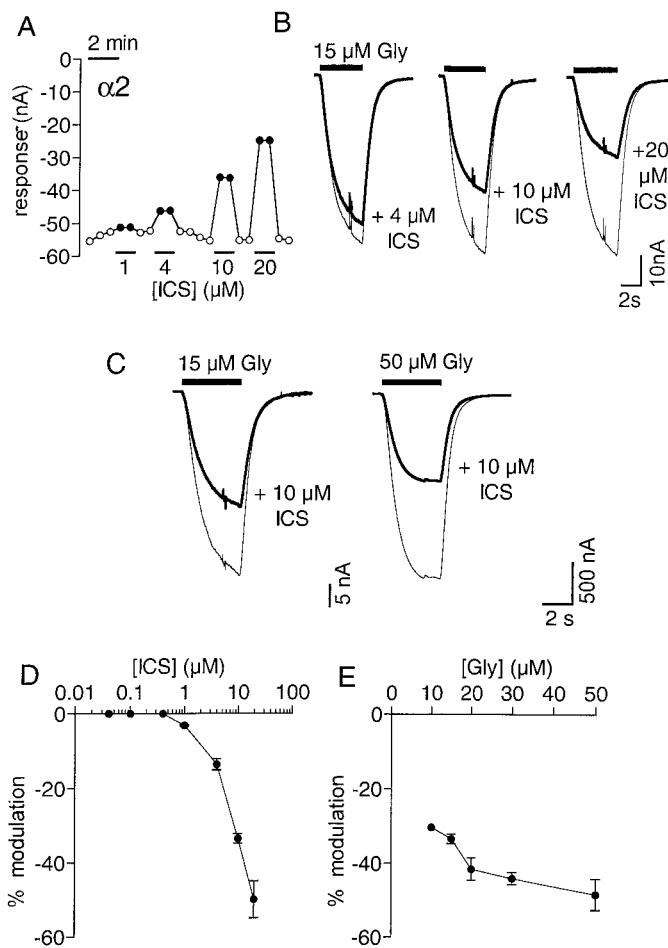 A
2 min
α2
response (nA)
0
-10
-20
-30
-40
-50
-60
1 4 10 20
[ICS] (μM)
B
15 μM Gly
+ 4 μM
ICS
+ 10 μM
ICS
+20
μM
ICS
2s
10nA
C
15 μM Gly
+ 10 μM
ICS
5 nA
50 μM Gly
+ 10 μM
ICS
2 s
500 nA
D
[ICS] (μM)
0.01 0.1 1 10 100
0
-20
-40
-60
% modulation
E
[Gly] (μM)
0 10 20 30 40 50
0
-20
-40
-60
% modulation